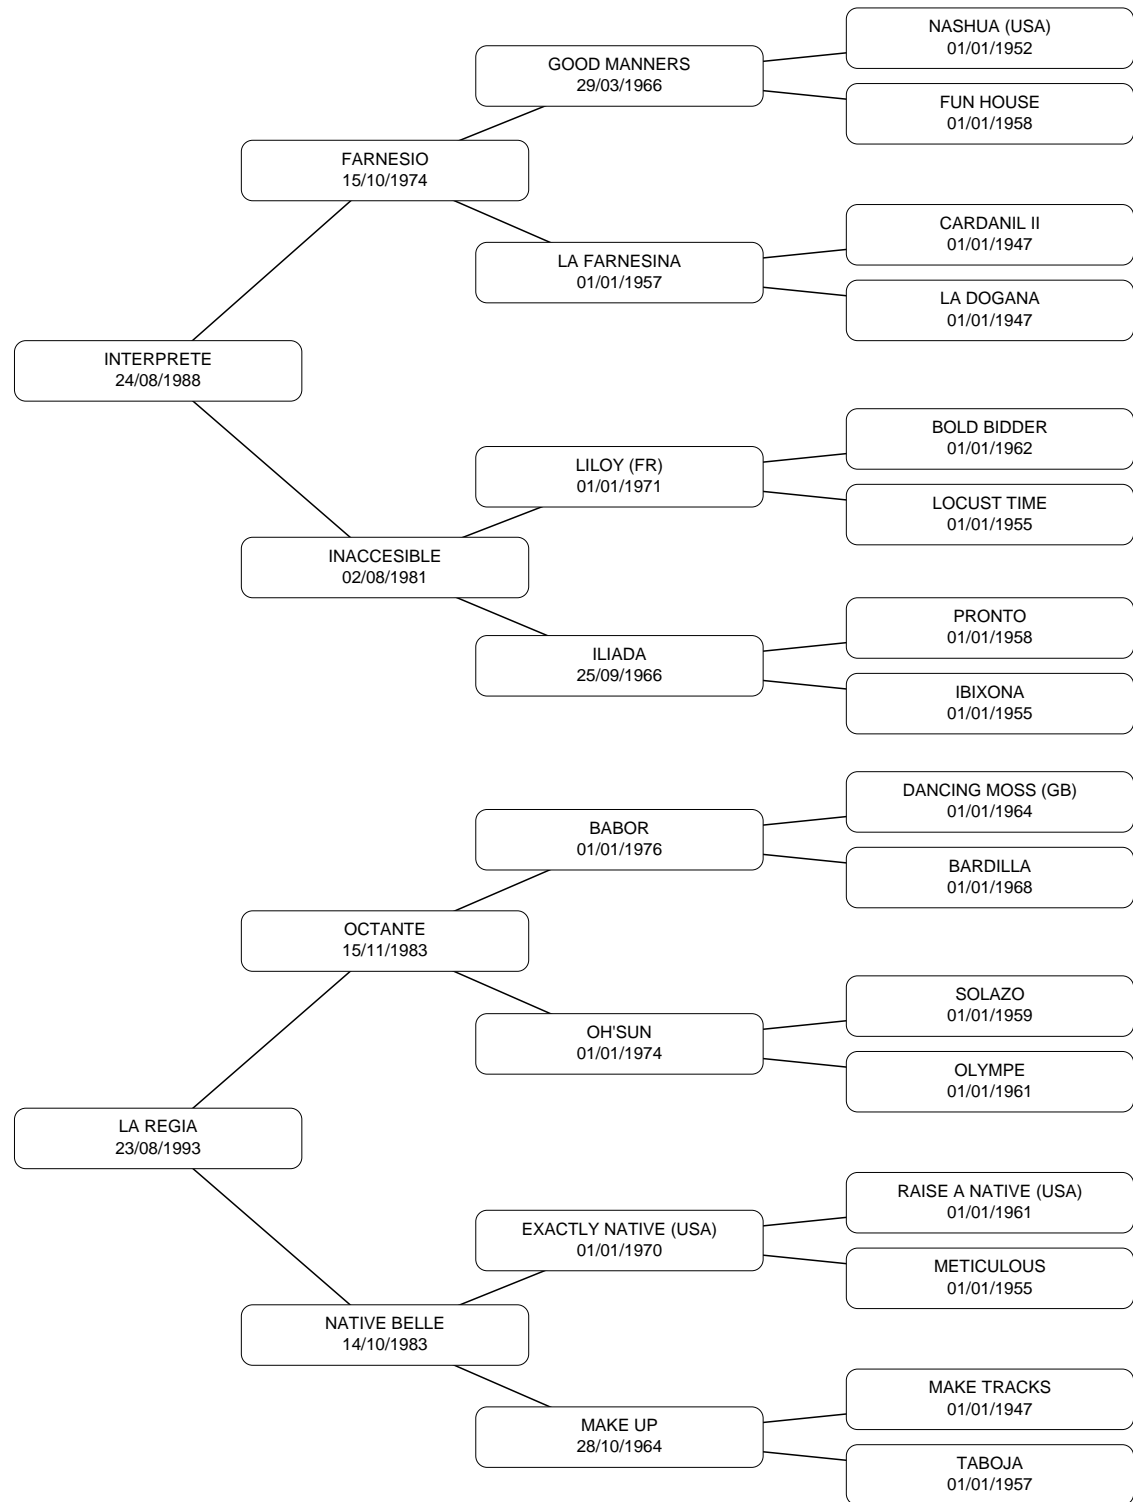 NASHUA (USA)
01/01/1952
GOOD MANNERS
29/03/1966
FUN HOUSE
01/01/1958
FARNESIO
15/10/1974
CARDANIL II
01/01/1947
LA FARNESINA
01/01/1957
LA DOGANA
01/01/1947
INTERPRETE
24/08/1988
BOLD BIDDER
01/01/1962
LILOY (FR)
01/01/1971
LOCUST TIME
01/01/1955
INACCESIBLE
02/08/1981
PRONTO
01/01/1958
ILIADA
25/09/1966
IBIXONA
01/01/1955
DANCING MOSS (GB)
01/01/1964
BABOR
01/01/1976
BARDILLA
01/01/1968
OCTANTE
15/11/1983
SOLAZO
01/01/1959
OH'SUN
01/01/1974
OLYMPE
01/01/1961
LA REGIA
23/08/1993
RAISE A NATIVE (USA)
01/01/1961
EXACTLY NATIVE (USA)
01/01/1970
METICULOUS
01/01/1955
NATIVE BELLE
14/10/1983
MAKE TRACKS
01/01/1947
MAKE UP
28/10/1964
TABOJA
01/01/1957